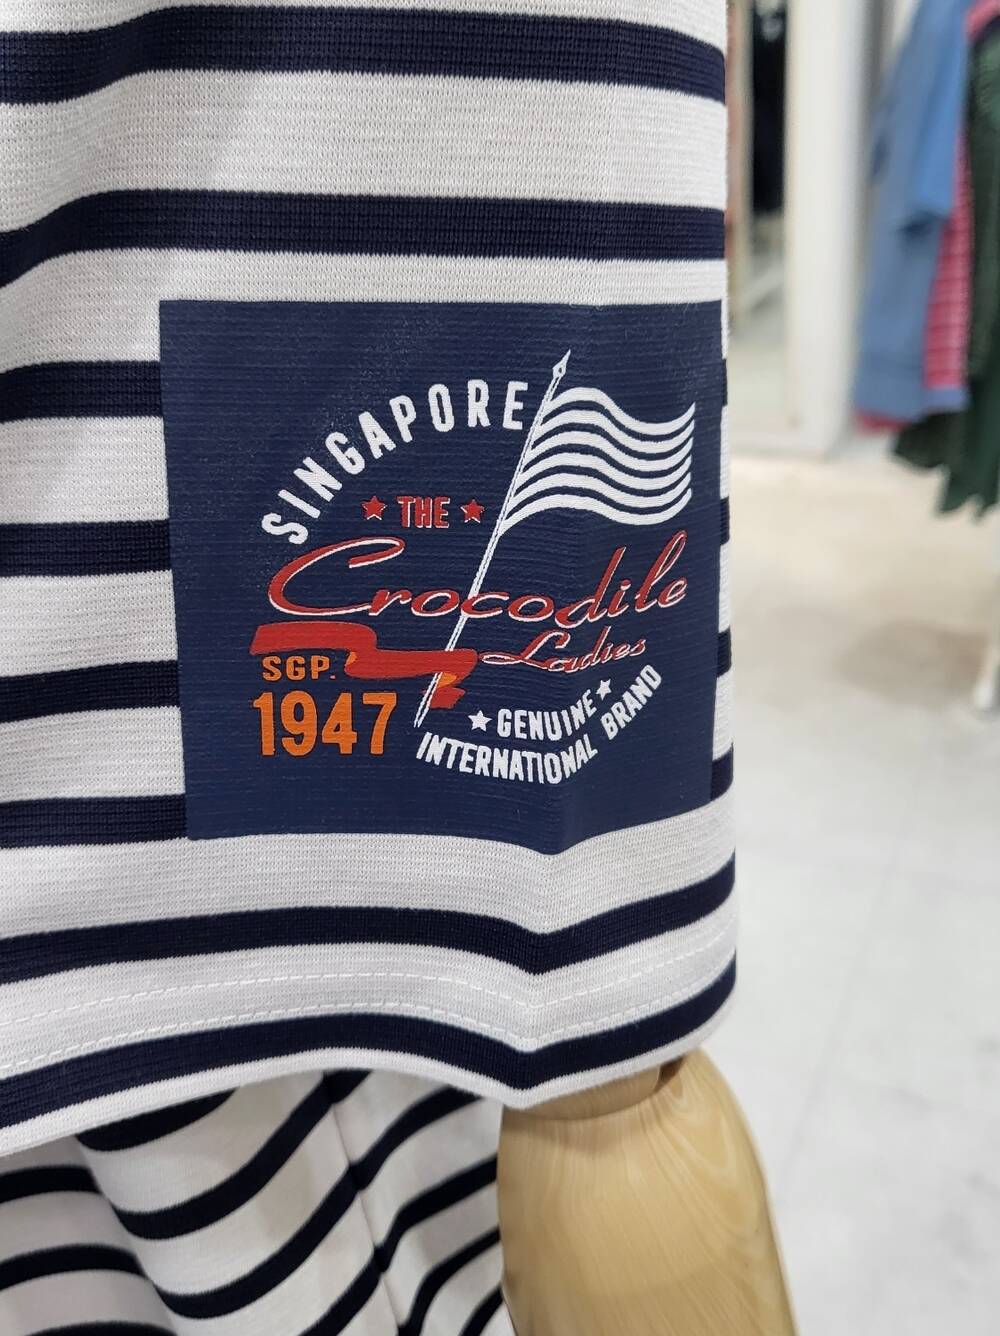 SINGAPORE
THE
Crocodile
Ladies
SGP.
1947
GENUINE
INTERNATIONAL BRAND